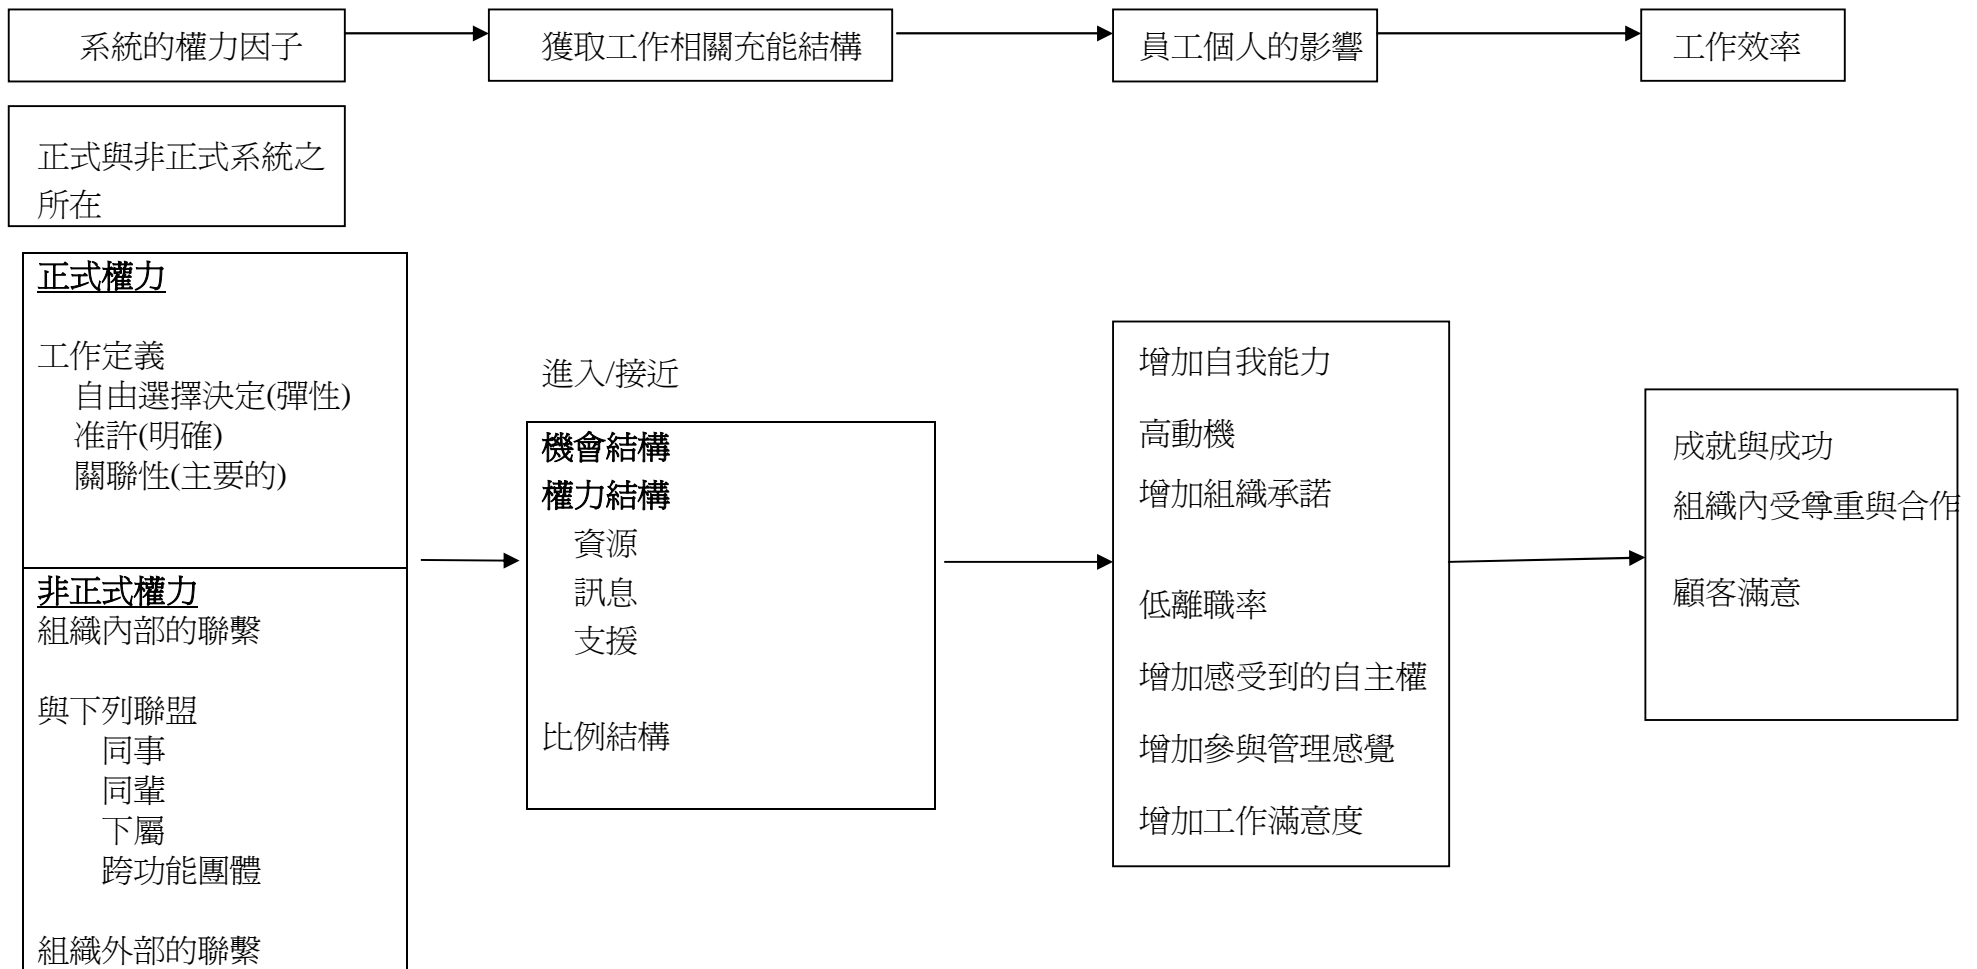 系統的權力因子
獲取工作相關充能結構
員工個人的影響
工作效率
正式與非正式系統之
所在
正式權力
工作定義
自由選擇決定(彈性)
准許(明確)
關聯性(主要的)
非正式權力
組織內部的聯繫
與下列聯盟
同事
同輩
下屬
跨功能團體
組織外部的聯繫
進入/接近
機會結構
權力結構
資源
訊息
支援
比例結構
增加自我能力
高動機
增加組織承諾
低離職率
增加感受到的自主權
增加參與管理感覺
增加工作滿意度
成就與成功
組織內受尊重與合作
顧客滿意